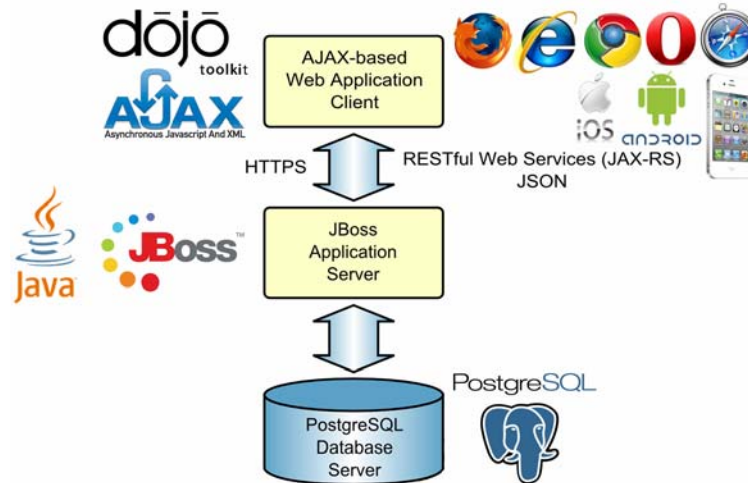 dōjō
toolkit
AJAX
Asynchronous Javascript And XML
AJAX-based
Web Application
Client
iOS
ANDROID
HTTPS
RESTful Web Services (JAX-RS)
JSON
Java
JBoss™
JBoss
Application
Server
PostgreSQL
PostgreSQL
Database
Server